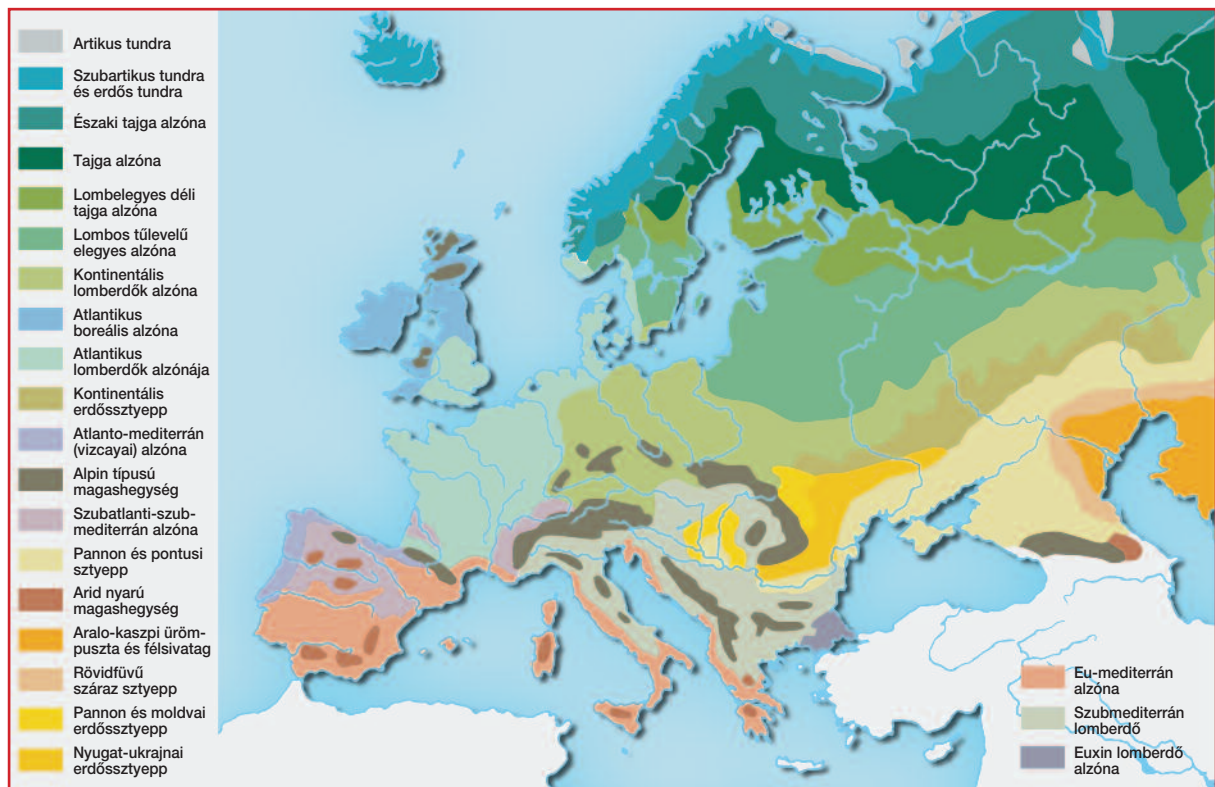 Artikus tundra
Szubartikus tundra
és erdős tundra
Északi tajga alzóna
Tajga alzóna
Lombelegyes déli
tajga alzóna
Lombos tűlevelű
elegyes alzóna
Kontinentális
lomberdők alzóna
Atlantikus
boreális alzóna
Atlantikus
lomberdők alzónája
Kontinentális
erdőssztyepp
Atlanto-mediterrán
(vizcayai) alzóna
Alpin típusú
magashegység
Szubatlanti-szub-
mediterrán alzóna
Pannon és pontusi
sztyepp
Arid nyarú
magashegység
Aralo-kaszpi üröm-
puszta és félsivatag
Rövidfüvű
száraz sztyepp
Pannon és moldvai
erdőssztyepp
Nyugat-ukrajnai
erdőssztyepp
Eu-mediterrán
alzóna
Szubmediterrán
lomberdő
Euxin lomberdő
alzóna